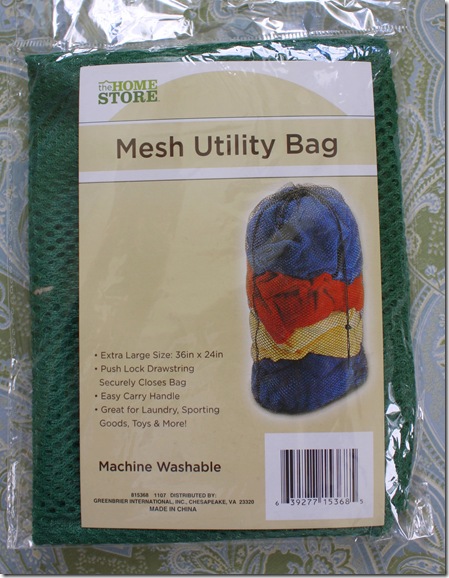 the HOME
STORE
Mesh Utility Bag
• Extra Large Size: 36in x 24in
• Push Lock Drawstring
Securely Closes Bag
• Easy Carry Handle
• Great for Laundry, Sporting
Goods, Toys & More!
Machine Washable
815368 1107 DISTRIBUTED BY:
GREENBRIER INTERNATIONAL, INC., CHESAPEAKE, VA 23320
MADE IN CHINA
6 39277 15368 5